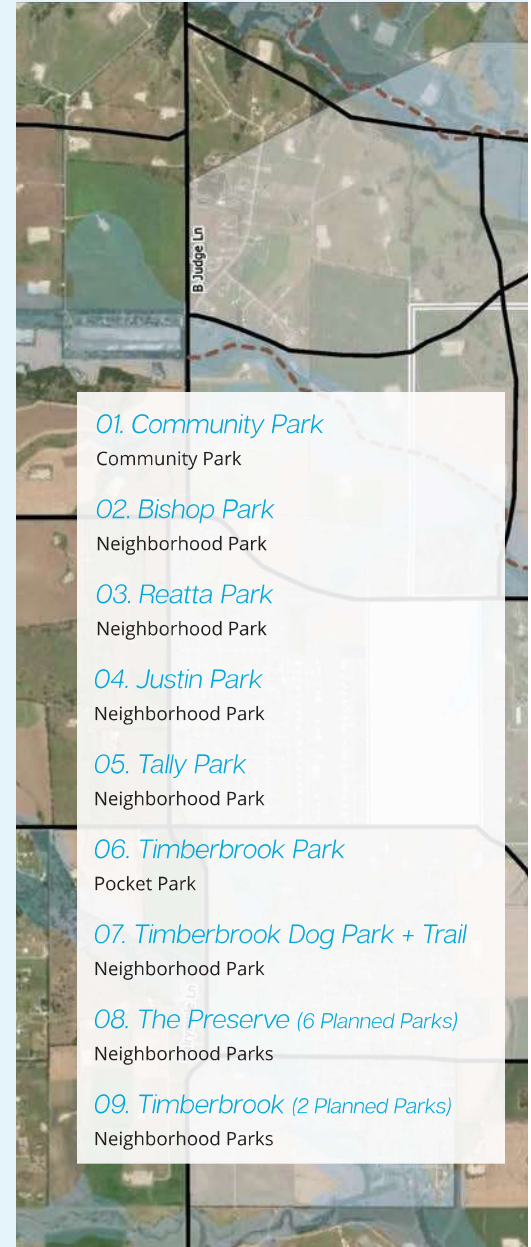 B Judge Ln
01. Community Park
Community Park
02. Bishop Park
Neighborhood Park
03. Reatta Park
Neighborhood Park
04. Justin Park
Neighborhood Park
05. Tally Park
Neighborhood Park
06. Timberbrook Park
Pocket Park
07. Timberbrook Dog Park + Trail
Neighborhood Park
08. The Preserve (6 Planned Parks)
Neighborhood Parks
09. Timberbrook (2 Planned Parks)
Neighborhood Parks